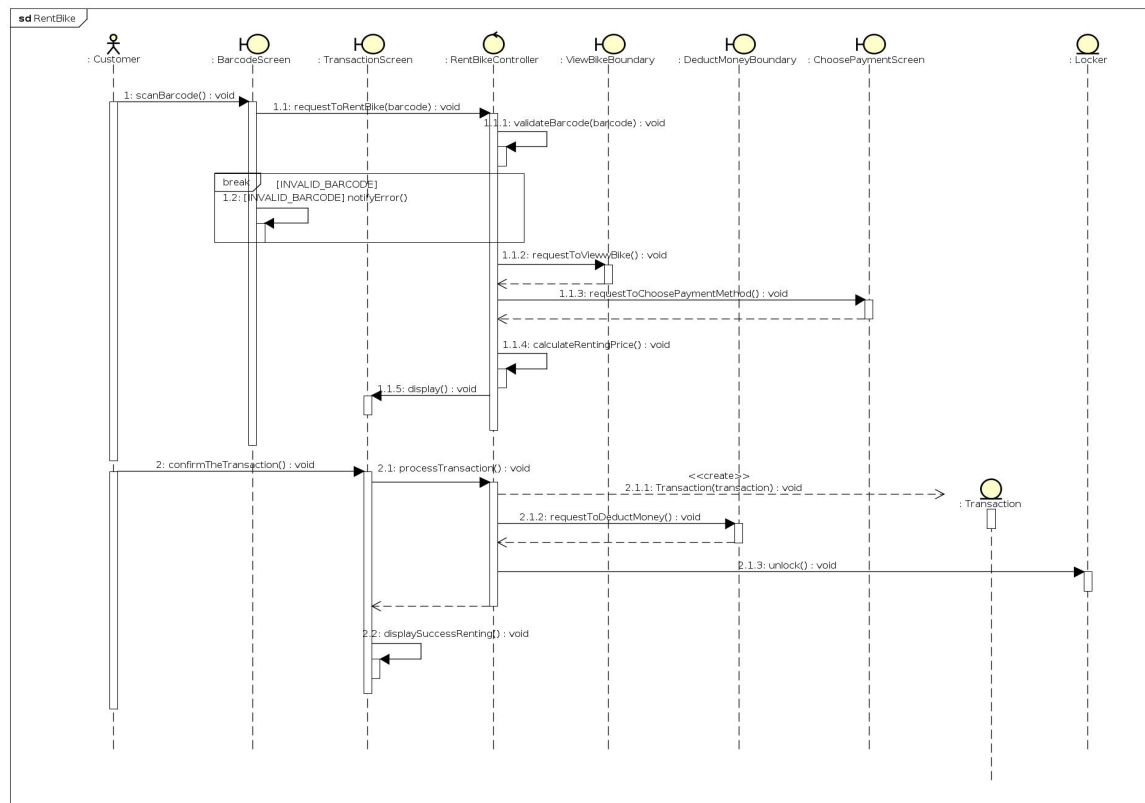 sd RentBike
: Customer
: BarcodeScreen
: TransactionScreen
: RentBikeController
: ViewBikeBoundary
: DeductMoneyBoundary
: ChoosePaymentScreen
: Locker
1: scanBarcode() : void
1.1: requestToRentBike(barcode) : void
1.1.1: validateBarcode(barcode) : void
break
[INVALID_BARCODE]
1.2: [INVALID_BARCODE] notifyError()
1.1.2: requestToViewwBike() : void
1.1.3: requestToChoosePaymentMethod() : void
1.1.4: calculateRentingPrice() : void
1.1.5: display() : void
2: confirmTheTransaction() : void
2.1: processTransaction() : void
<<create>>
2.1.1: Transaction(transaction) : void
: Transaction
2.1.2: requestToDeductMoney() : void
2.1.3: unlock() : void
2.2: displaySuccessRenting() : void